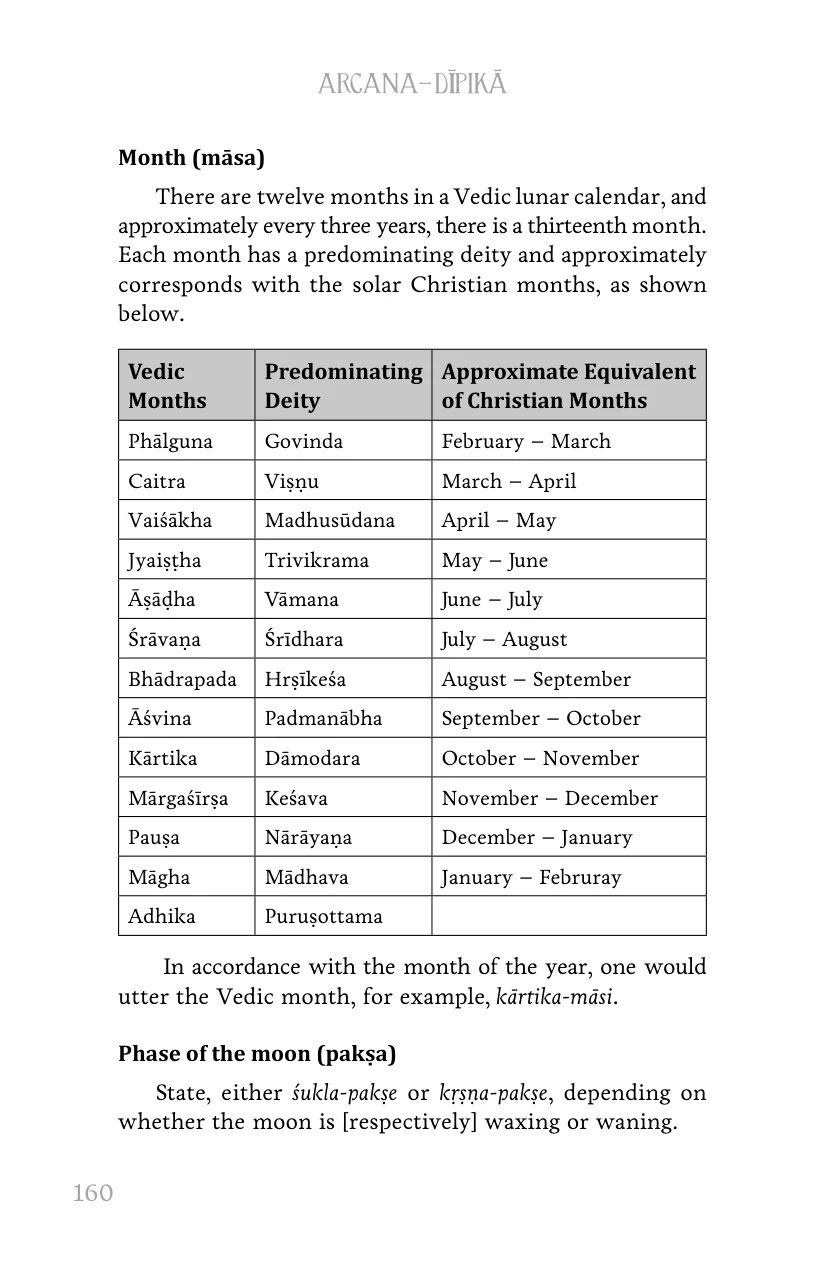 ARCANA–DĪPIKĀ
Month (māsa)
There are twelve months in a Vedic lunar calendar, and
approximately every three years, there is a thirteenth month.
Each month has a predominating deity and approximately
corresponds with the solar Christian months, as shown
below.
Vedic Months | Predominating Deity | Approximate Equivalent of Christian Months
Phālguna | Govinda | February – March
Caitra | Viṣṇu | March – April
Vaiśākha | Madhusūdana | April – May
Jyaiṣṭha | Trivikrama | May – June
Āṣāḍha | Vāmana | June – July
Śrāvaṇa | Śrīdhara | July – August
Bhādrapada | Hrṣīkeśa | August – September
Āśvina | Padmanābha | September – October
Kārtika | Dāmodara | October – November
Mārgaśīrṣa | Keśava | November – December
Pauṣa | Nārāyaṇa | December – January
Māgha | Mādhava | January – Februray
Adhika | Puruṣottama
In accordance with the month of the year, one would
utter the Vedic month, for example, kārtika-māsi.
Phase of the moon (pakṣa)
State, either śukla-pakṣe or kṛṣṇa-pakṣe, depending on
whether the moon is [respectively] waxing or waning.
160